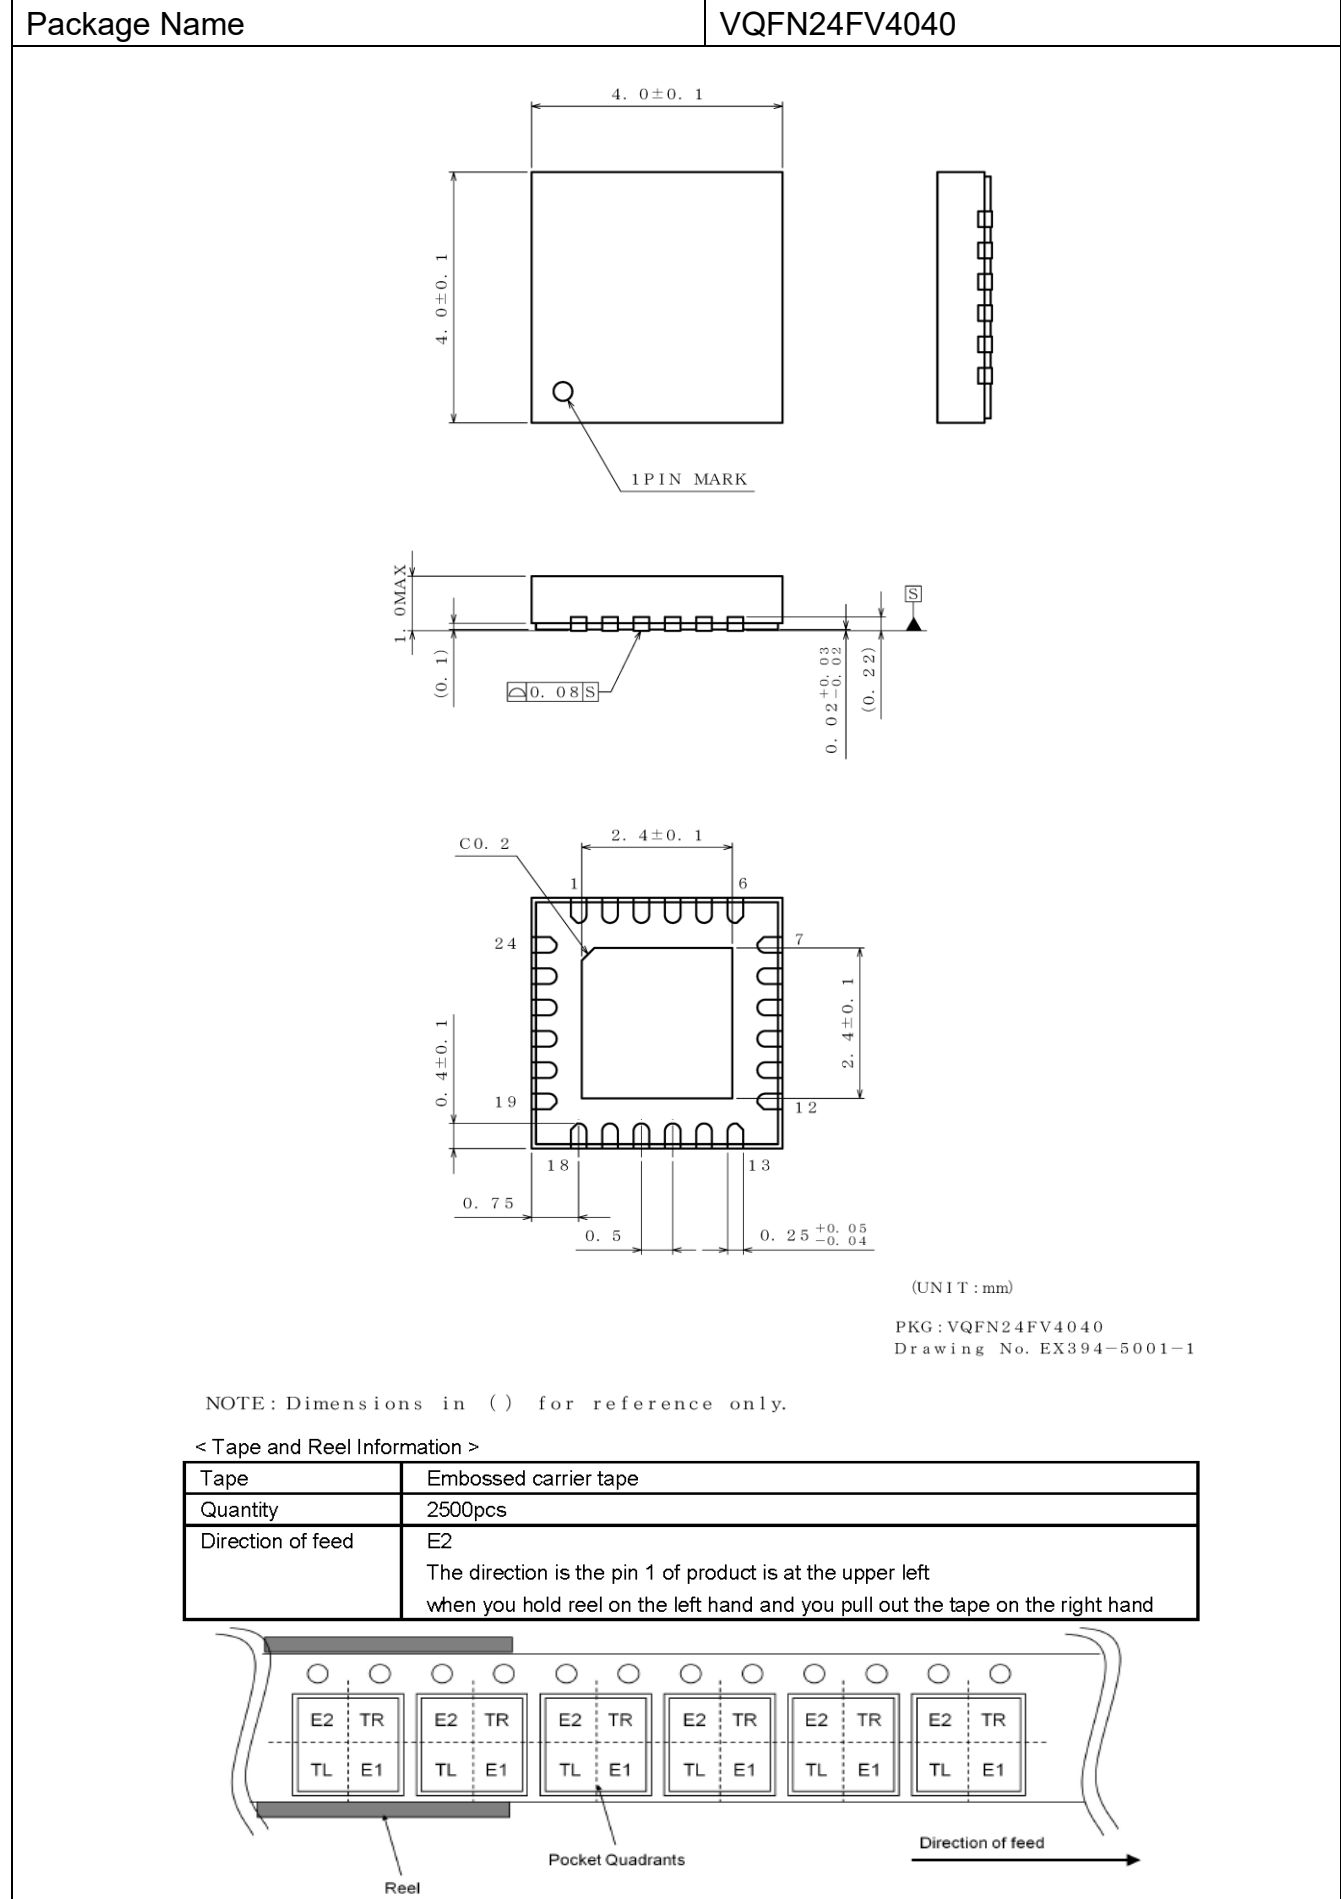 Package Name VQFN24FV4040
4. 0±0. 1
4. 0±0. 1
1PIN MARK
1. 0MAX
S
(0. 1)
0. 08 S
0. 02 +0. 03 −0. 02
(0. 22)
C0. 2
2. 4±0. 1
1 6
24 7
2. 4±0. 1
0. 4±0. 1
19 12
18 13
0. 75
0. 5
0. 25 +0. 05 −0. 04
(UNIT:mm)
PKG:VQFN24FV4040
Drawing No. EX394−5001−1
NOTE: Dimensions in ( ) for reference only.
< Tape and Reel Information >
Tape Embossed carrier tape
Quantity 2500pcs
Direction of feed E2
The direction is the pin 1 of product is at the upper left
when you hold reel on the left hand and you pull out the tape on the right hand
E2 TR E2 TR E2 TR E2 TR E2 TR E2 TR
TL E1 TL E1 TL E1 TL E1 TL E1 TL E1
Direction of feed
Pocket Quadrants
Reel